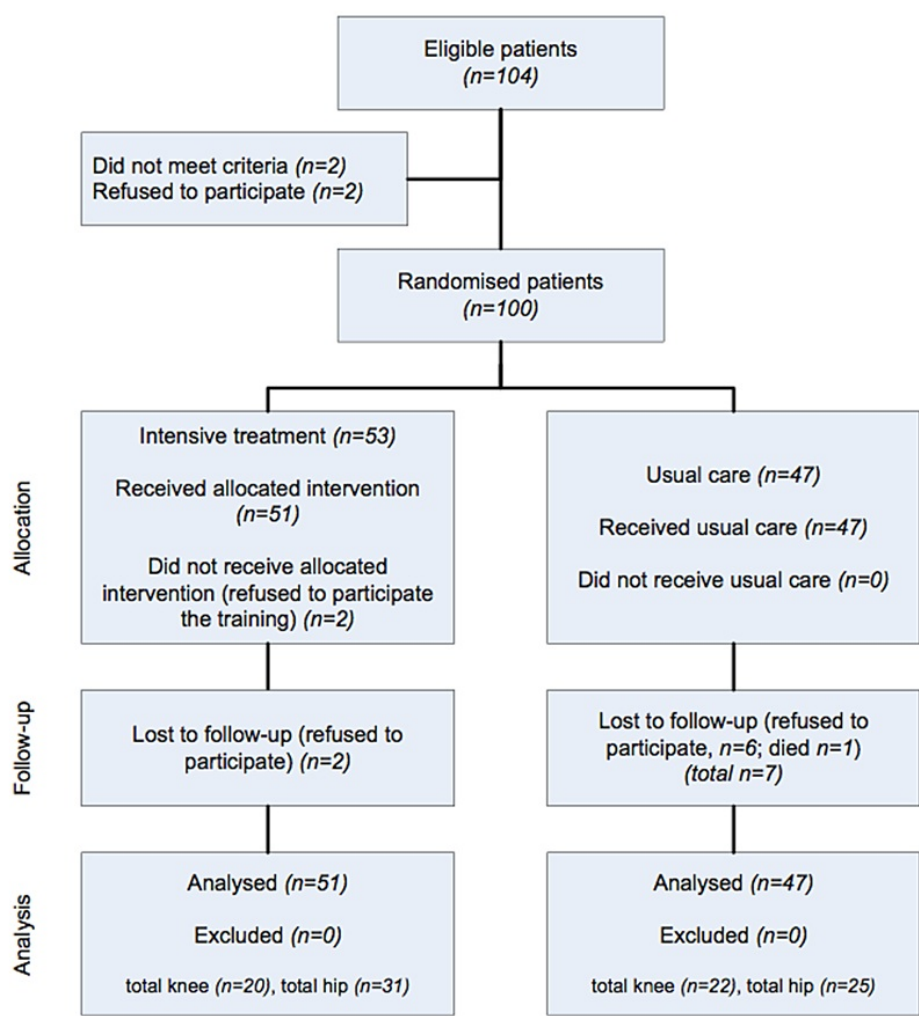 Eligible patients
(n=104)
Did not meet criteria (n=2)
Refused to participate (n=2)
Randomised patients
(n=100)
Allocation
Intensive treatment (n=53)
Received allocated intervention
(n=51)
Did not receive allocated
intervention (refused to participate
the training) (n=2)
Usual care (n=47)
Received usual care (n=47)
Did not receive usual care (n=0)
Follow-up
Lost to follow-up (refused to
participate) (n=2)
Lost to follow-up (refused to
participate, n=6; died n=1)
(total n=7)
Analysis
Analysed (n=51)
Excluded (n=0)
total knee (n=20), total hip (n=31)
Analysed (n=47)
Excluded (n=0)
total knee (n=22), total hip (n=25)